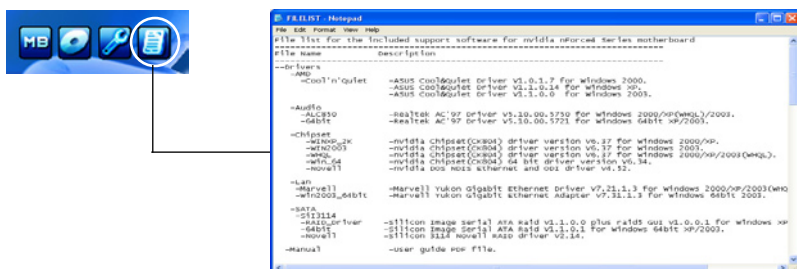 MB
FILELIST - Notepad
File Edit Format View Help
File list for the included support software for nvidia nForce4 Series motherboard
File Name Description
--Drivers
-AMD
-Cool'n'Quiet -ASUS Cool&Quiet Driver V1.0.1.7 for Windows 2000.
-ASUS Cool&Quiet Driver V1.1.0.14 for Windows XP.
-ASUS Cool&Quiet Driver V1.1.0.0 for Windows 2003.
-Audio
-ALC850 -Realtek AC'97 Driver V5.10.00.5750 for Windows 2000/XP(WHQL)/2003.
-64bit -Realtek AC'97 Driver V5.10.00.5721 for Windows 64bit XP/2003.
-Chipset
-WINXP_2K -nvidia Chipset(CK804) driver version V6.37 for Windows 2000/XP.
-WIN2003 -nvidia Chipset(CK804) driver version V6.37 for Windows 2003.
-WHQL -nvidia Chipset(CK804) driver version V6.37 for Windows 2000/XP/2003(WHQL).
-Win_64 -nvidia Chipset(CK804) 64 bit driver version V6.34.
-Novell -nvidia DOS NDIS Ethernet and ODI driver V4.52.
-Lan
-Marvell -Marvell Yukon Gigabit Ethernet Driver V7.21.1.3 for Windows 2000/XP/2003(WHQ
-Win2003_64bit -Marvell Yukon Gigabit Ethernet Adapter V7.31.1.3 for Windows 64bit 2003.
-SATA
-SiI3114
-RAID_Driver -Silicon Image Serial ATA Raid V1.1.0.0 plus raid5 GUI V1.0.0.1 for Windows XP
-64bit -Silicon Image Serial ATA Raid V1.1.0.1 for Windows 64bit XP/2003.
-Novell -Silicon 3114 Novell RAID driver V2.14.
-Manual -User guide PDF file.